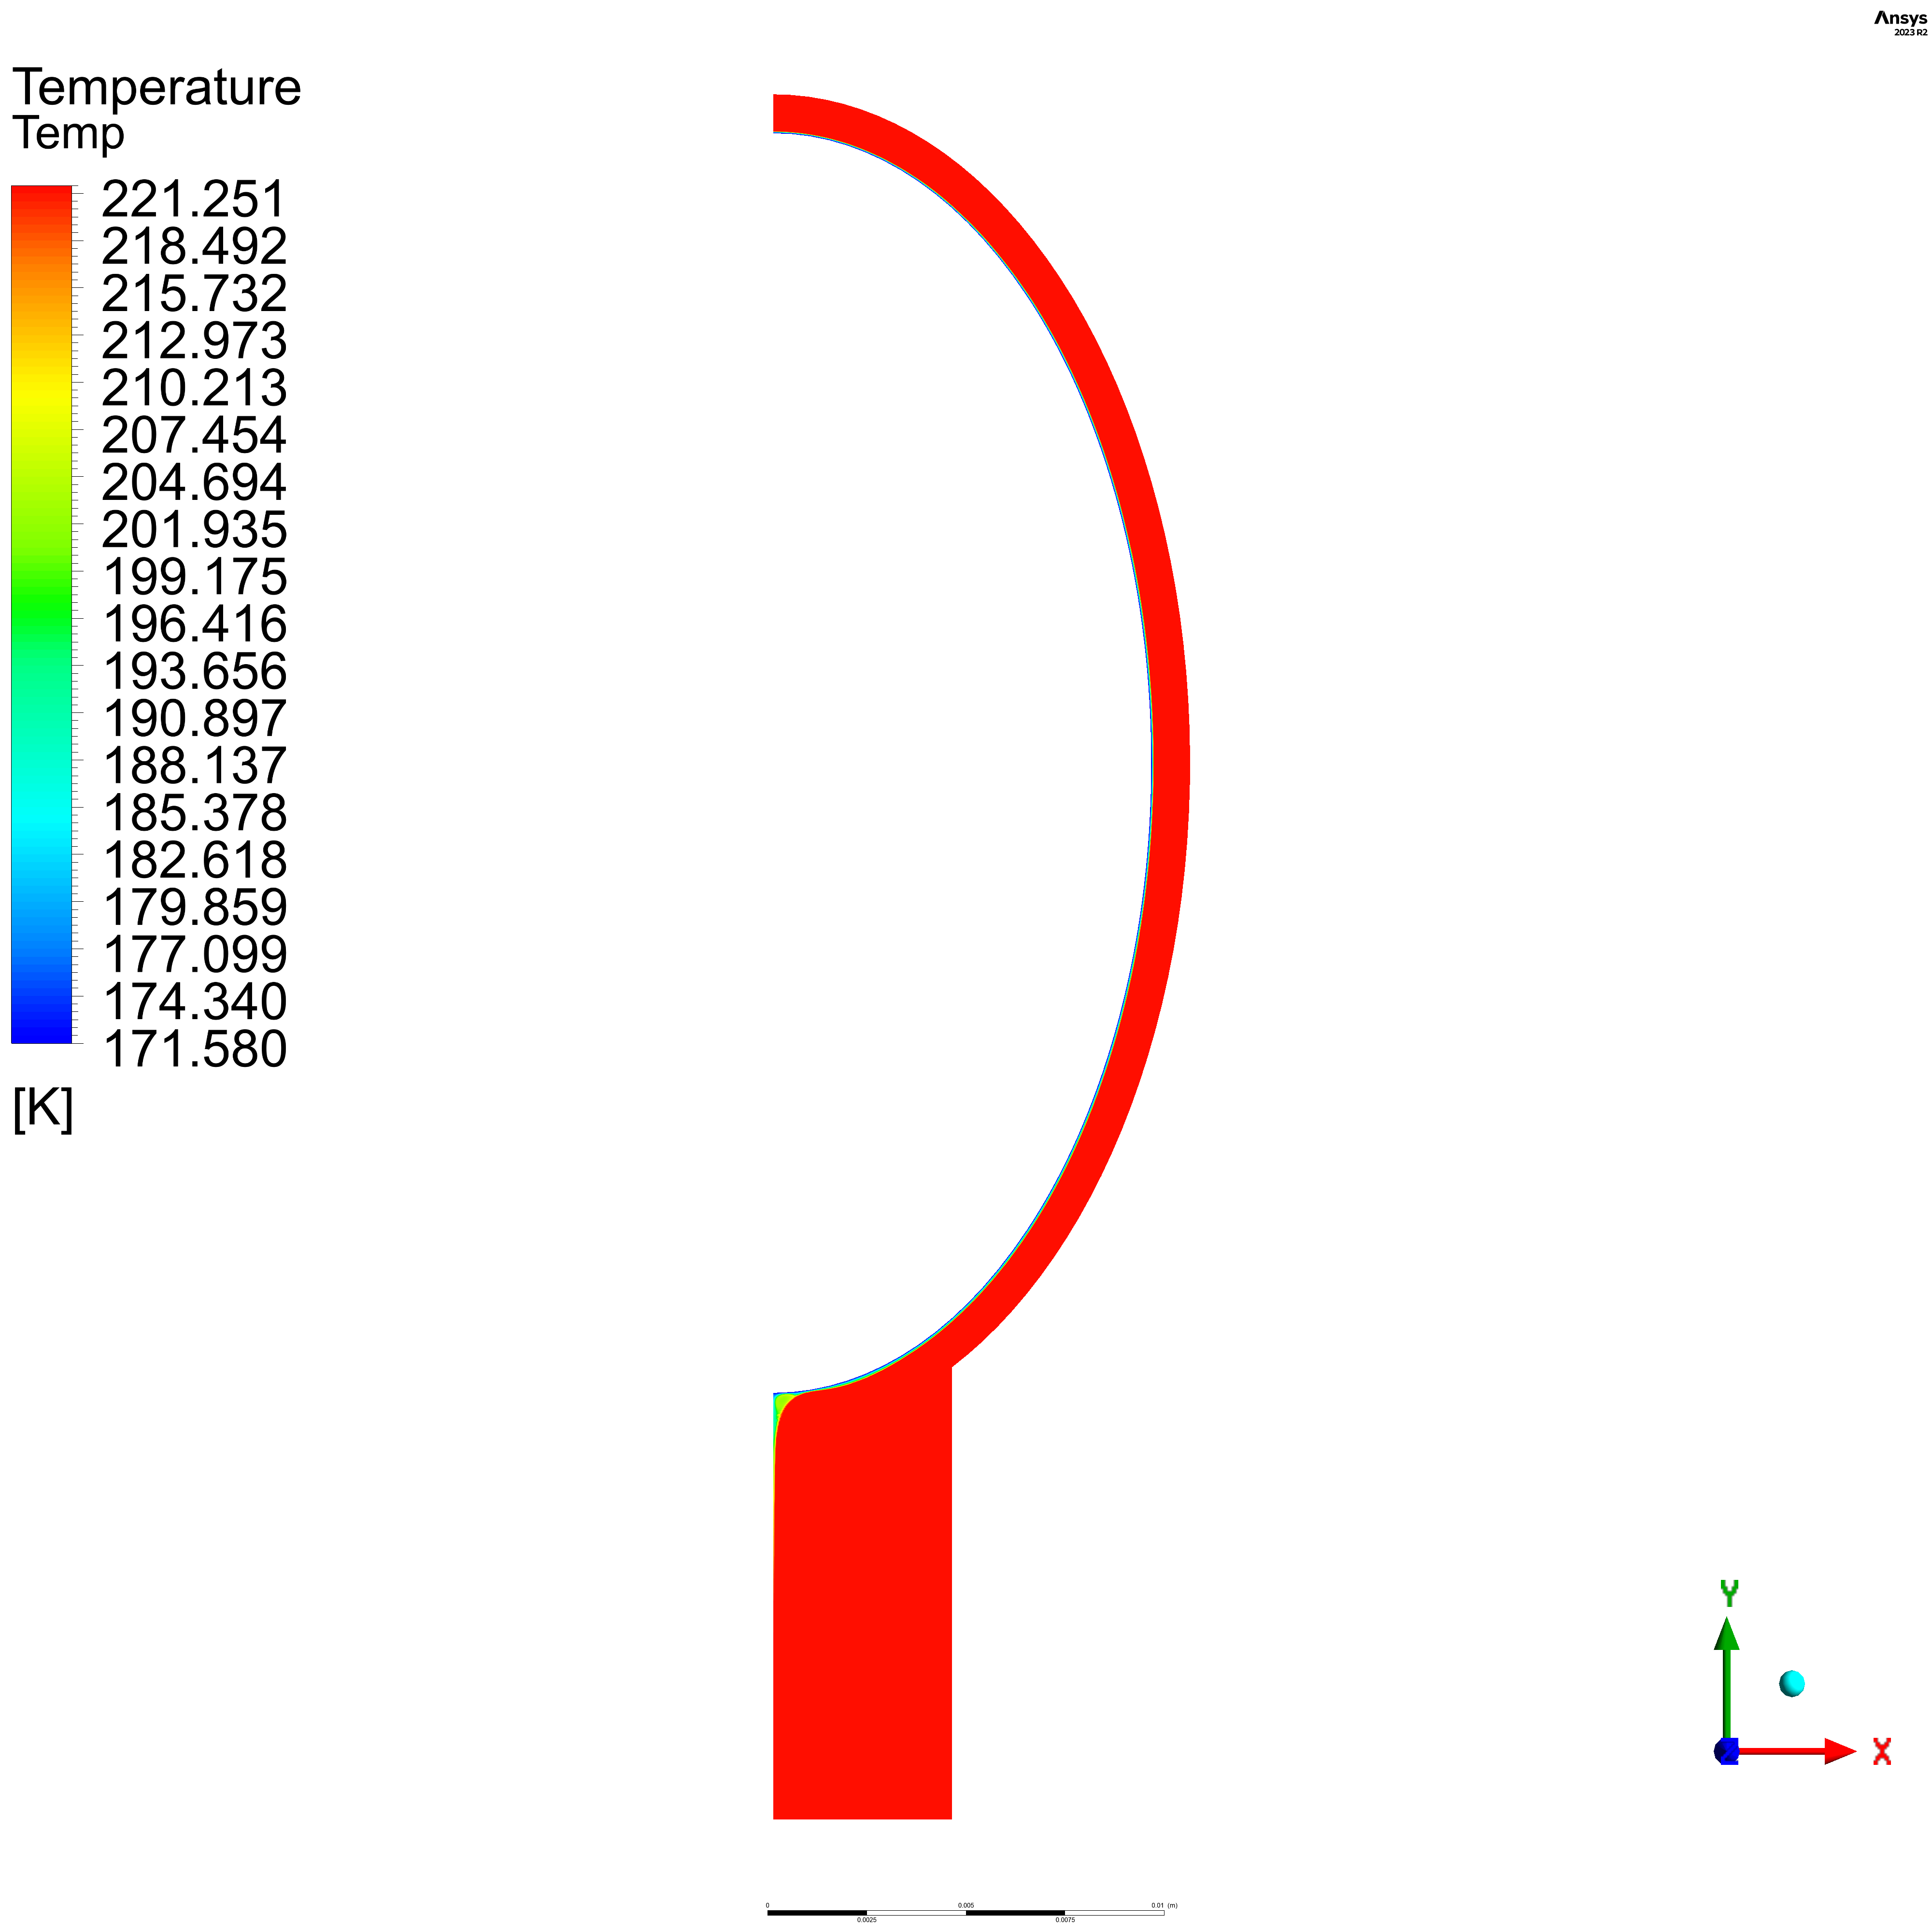 Ansys
2023 R2
Temperature
Temp
221.251
218.492
215.732
212.973
210.213
207.454
204.694
201.935
199.175
196.416
193.656
190.897
188.137
185.378
182.618
179.859
177.099
174.340
171.580
[K]
Y
Z
X
0 0.005 0.01 (m)
0.0025 0.0075